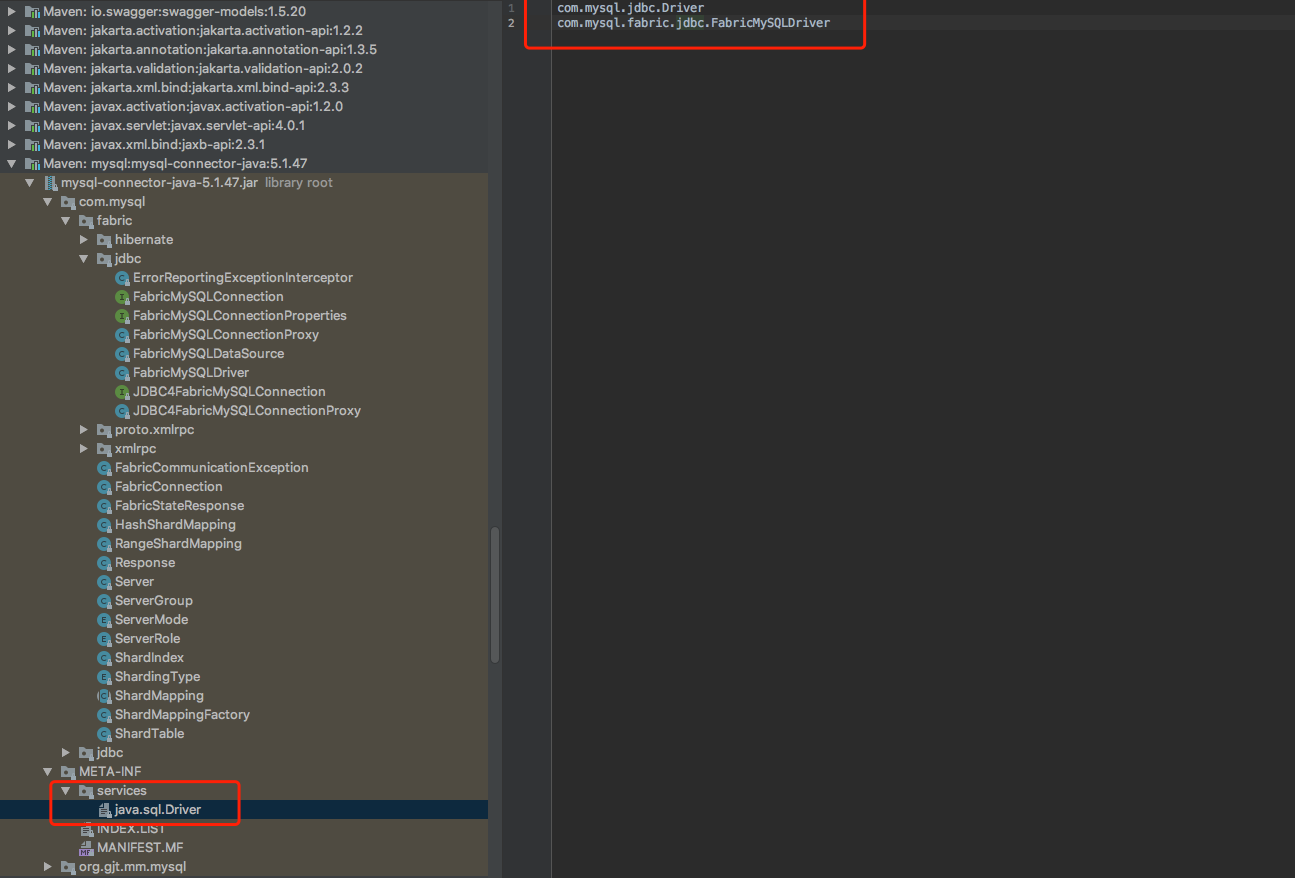 Maven: io.swagger:swagger-models:1.5.20
Maven: jakarta.activation:jakarta.activation-api:1.2.2
Maven: jakarta.annotation:jakarta.annotation-api:1.3.5
Maven: jakarta.validation:jakarta.validation-api:2.0.2
Maven: jakarta.xml.bind:jakarta.xml.bind-api:2.3.3
Maven: javax.activation:javax.activation-api:1.2.0
Maven: javax.servlet:javax.servlet-api:4.0.1
Maven: javax.xml.bind:jaxb-api:2.3.1
Maven: mysql:mysql-connector-java:5.1.47
mysql-connector-java-5.1.47.jar library root
com.mysql
fabric
hibernate
jdbc
ErrorReportingExceptionInterceptor
FabricMySQLConnection
FabricMySQLConnectionProperties
FabricMySQLConnectionProxy
FabricMySQLDataSource
FabricMySQLDriver
JDBC4FabricMySQLConnection
JDBC4FabricMySQLConnectionProxy
proto.xmlrpc
xmlrpc
FabricCommunicationException
FabricConnection
FabricStateResponse
HashShardMapping
RangeShardMapping
Response
Server
ServerGroup
ServerMode
ServerRole
ShardIndex
ShardingType
ShardMapping
ShardMappingFactory
ShardTable
jdbc
META-INF
services
java.sql.Driver
INDEX.LIST
MANIFEST.MF
org.gjt.mm.mysql
1 com.mysql.jdbc.Driver
2 com.mysql.fabric.jdbc.FabricMySQLDriver